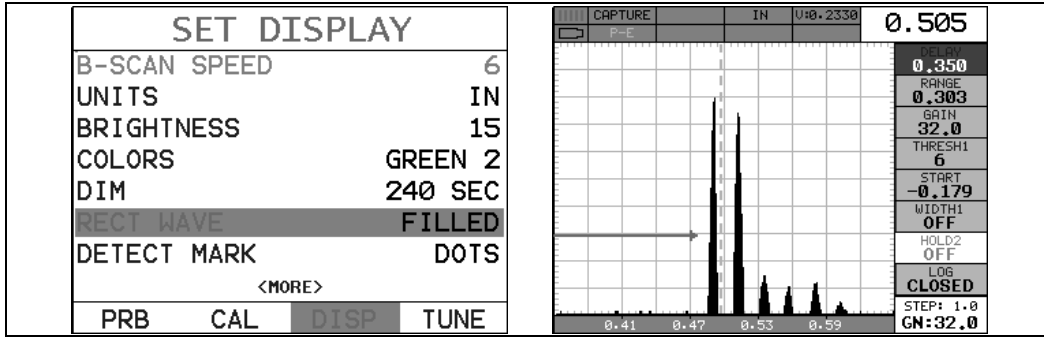 SET DISPLAY
B-SCAN SPEED 6
UNITS IN
BRIGHTNESS 15
COLORS GREEN 2
DIM 240 SEC
RECT WAVE FILLED
DETECT MARK DOTS
<MORE>
PRB CAL DISP TUNE
CAPTURE IN V:0.2330
P-E
0.505
DELAY
0.350
RANGE
0.303
GAIN
32.0
THRESH1
6
START
-0.179
WIDTH1
OFF
HOLD2
OFF
LOG
CLOSED
STEP: 1.0
GN:32.0
0.41 0.47 0.53 0.59